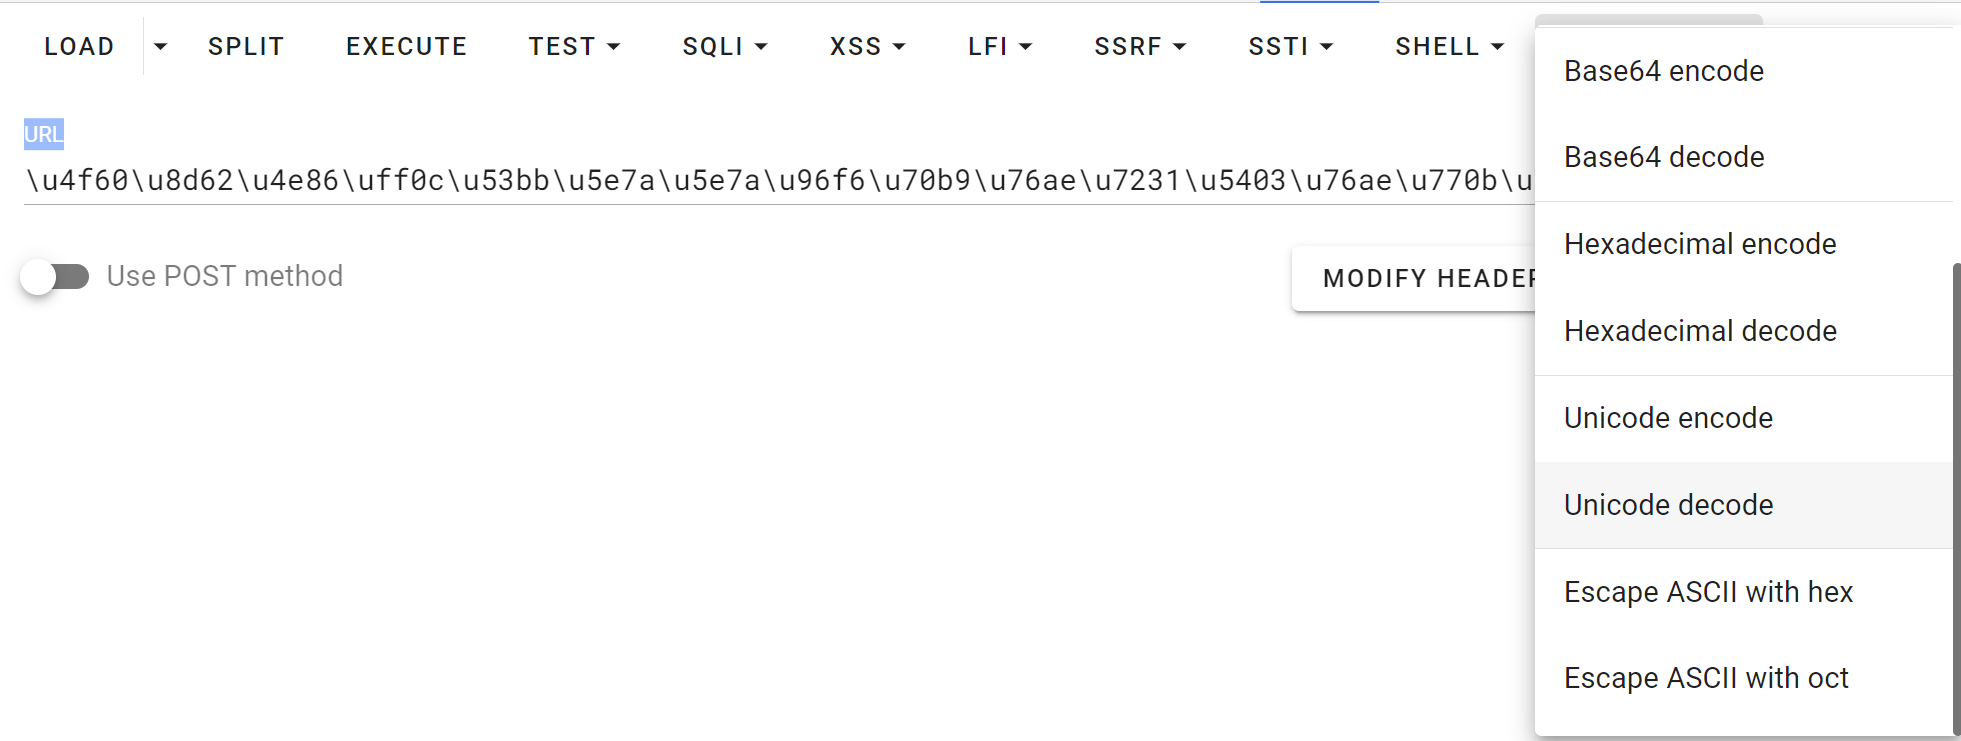 LOAD SPLIT EXECUTE TEST SQLI XSS LFI SSRF SSTI SHELL
URL
\u4f60\u8d62\u4e86\uff0c\u53bb\u5e7a\u5e7a\u96f6\u70b9\u76ae\u7231\u5403\u76ae\u770b\u
Use POST method
MODIFY HEADER
Base64 encode
Base64 decode
Hexadecimal encode
Hexadecimal decode
Unicode encode
Unicode decode
Escape ASCII with hex
Escape ASCII with oct